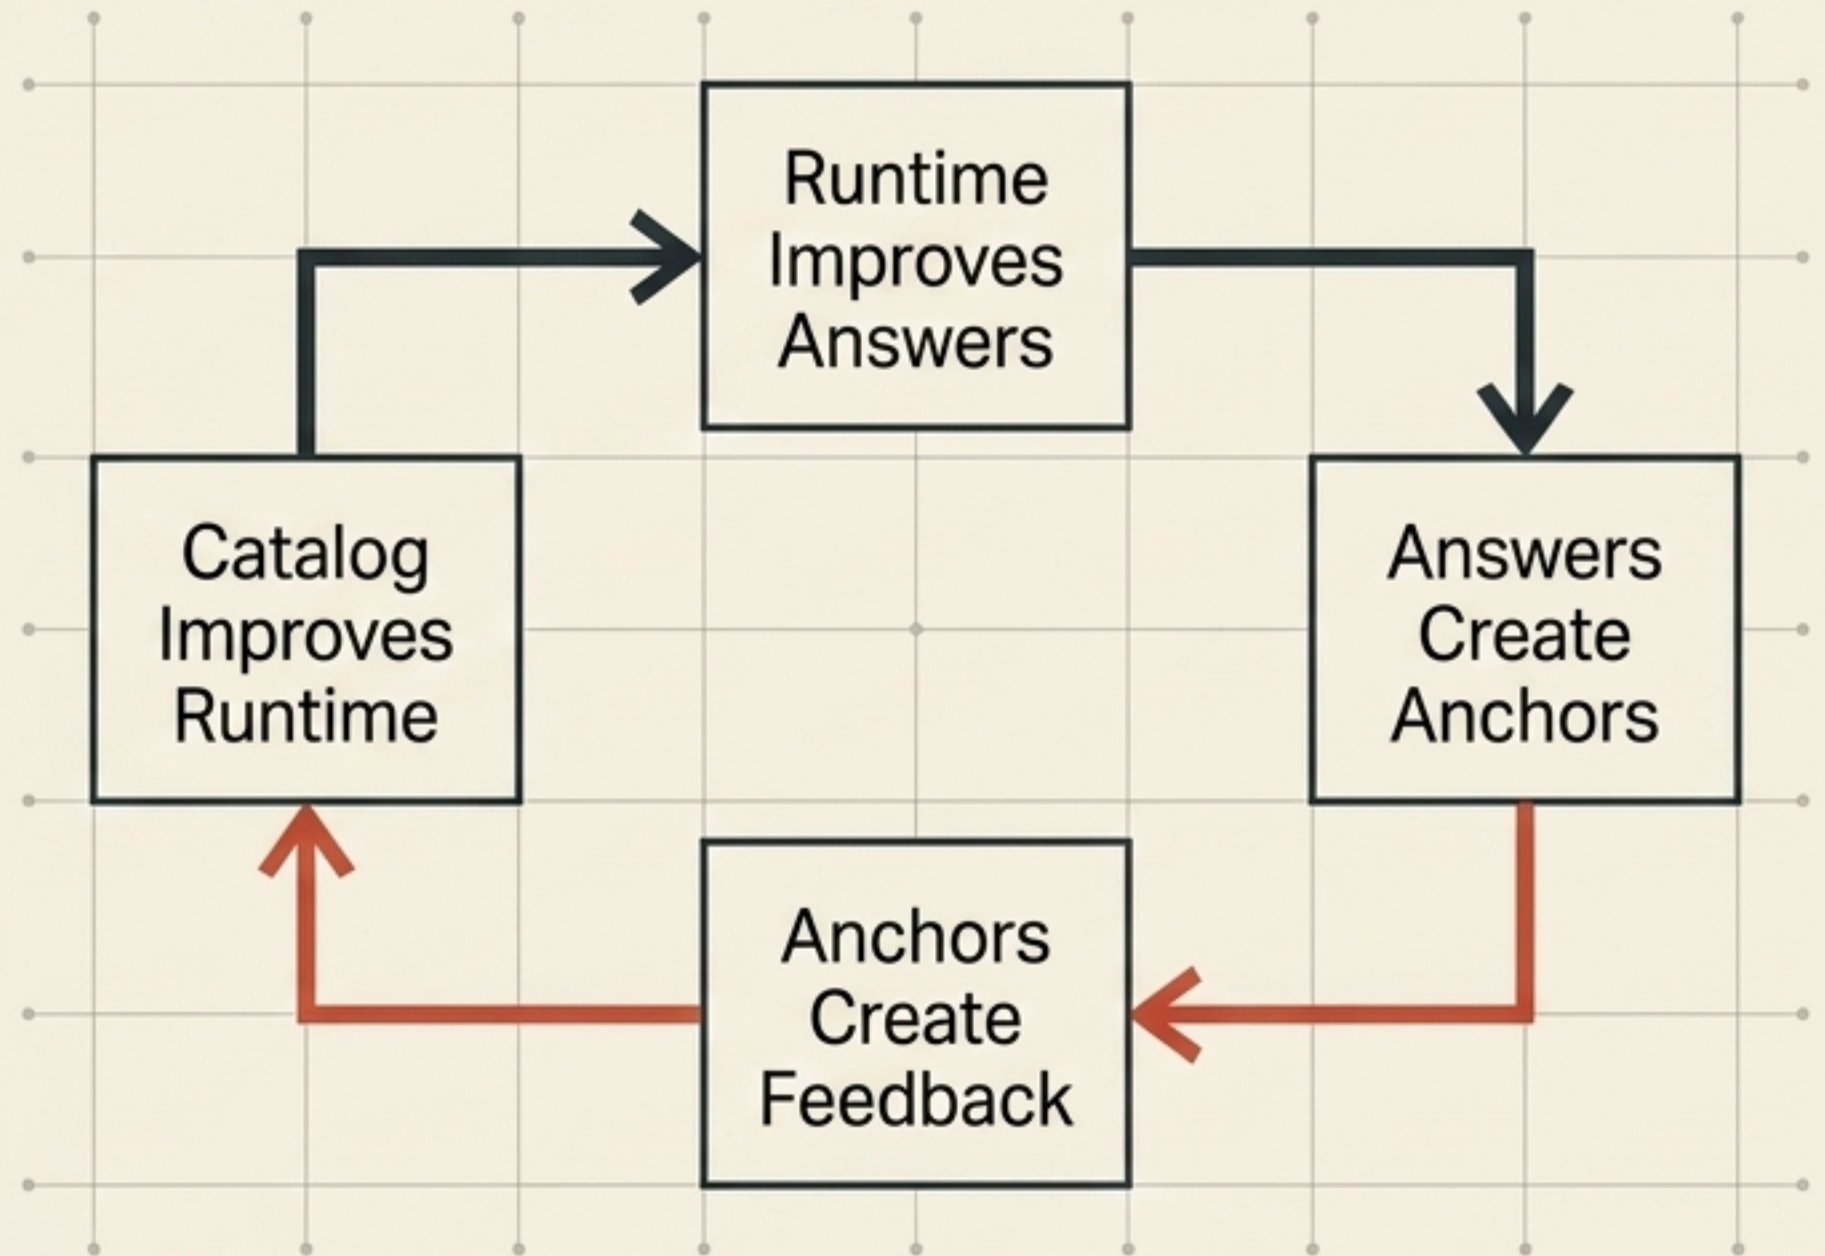 Runtime
Improves
Answers
Catalog
Improves
Runtime
Answers
Create
Anchors
Anchors
Create
Feedback